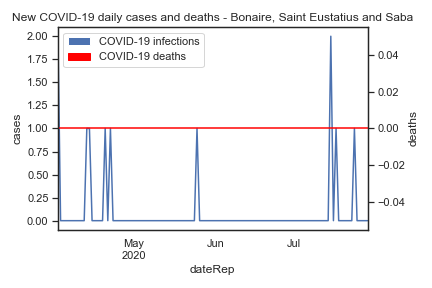 New COVID-19 daily cases and deaths - Bonaire, Saint Eustatius and Saba
COVID-19 infections
COVID-19 deaths
2.00
1.75
1.50
1.25
1.00
0.75
0.50
0.25
0.00
cases
0.04
0.02
0.00
−0.02
−0.04
deaths
May
2020
Jun
Jul
dateRep